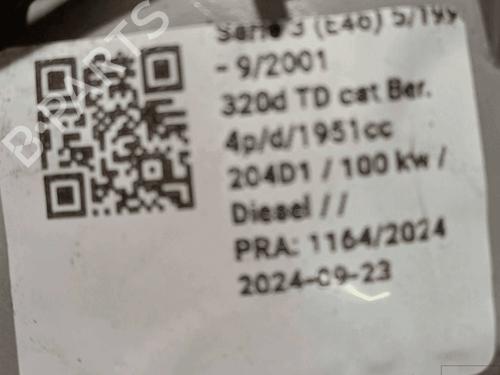 Serie 3 (E46) 5/199
- 9/2001
320d TD cat Ber.
4p/d/1951cc
204D1 / 100 kw /
Diesel / /
PRA: 1164/2024
2024-09-23
B-PARTS